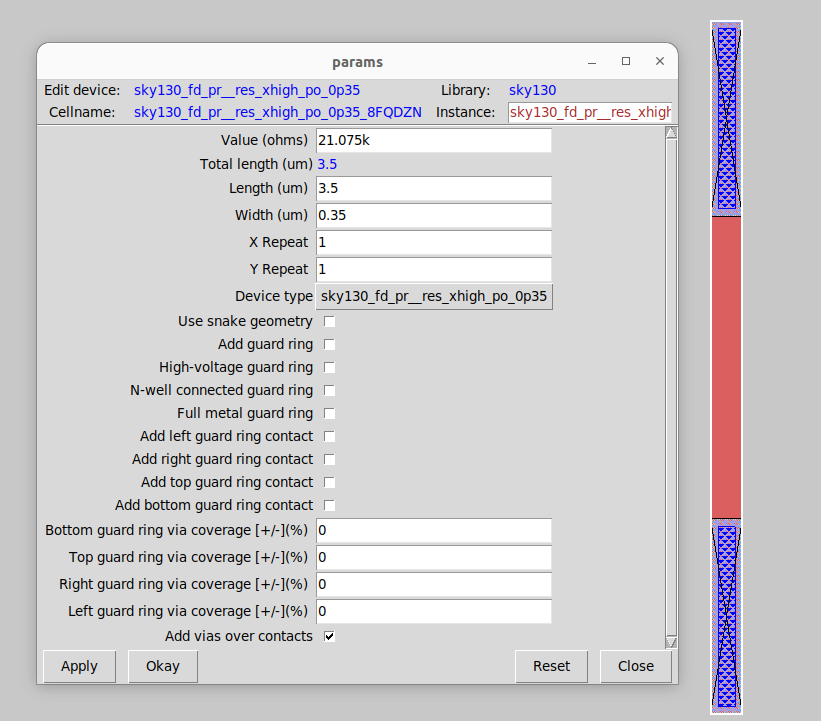 params
Edit device: sky130_fd_pr__res_xhigh_po_0p35 Library: sky130
Cellname: sky130_fd_pr__res_xhigh_po_0p35_8FQDZN Instance: sky130_fd_pr__res_xhigh
Value (ohms) 21.075k
Total length (um) 3.5
Length (um) 3.5
Width (um) 0.35
X Repeat 1
Y Repeat 1
Device type sky130_fd_pr__res_xhigh_po_0p35
Use snake geometry
Add guard ring
High-voltage guard ring
N-well connected guard ring
Full metal guard ring
Add left guard ring contact
Add right guard ring contact
Add top guard ring contact
Add bottom guard ring contact
Bottom guard ring via coverage [+/-](%) 0
Top guard ring via coverage [+/-](%) 0
Right guard ring via coverage [+/-](%) 0
Left guard ring via coverage [+/-](%) 0
Add vias over contacts
Apply Okay Reset Close